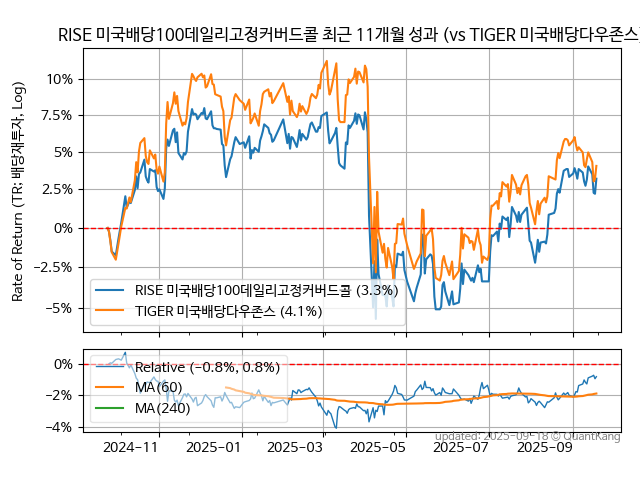 RISE 미국배당100데일리고정커버드콜 최근 11개월 성과 (vs TIGER 미국배당다우존스)
Rate of Return (TR: 배당재투자, Log)
10%
7.5%
5%
2.5%
0%
−2.5%
−5%
RISE 미국배당100데일리고정커버드콜 (3.3%)
TIGER 미국배당다우존스 (4.1%)
0%
−2%
−4%
Relative (−0.8%, 0.8%)
MA(60)
MA(240)
2024−11 2025−01 2025−03 2025−05 2025−07 2025−09
updated: 2025−09−18 © QuantKang